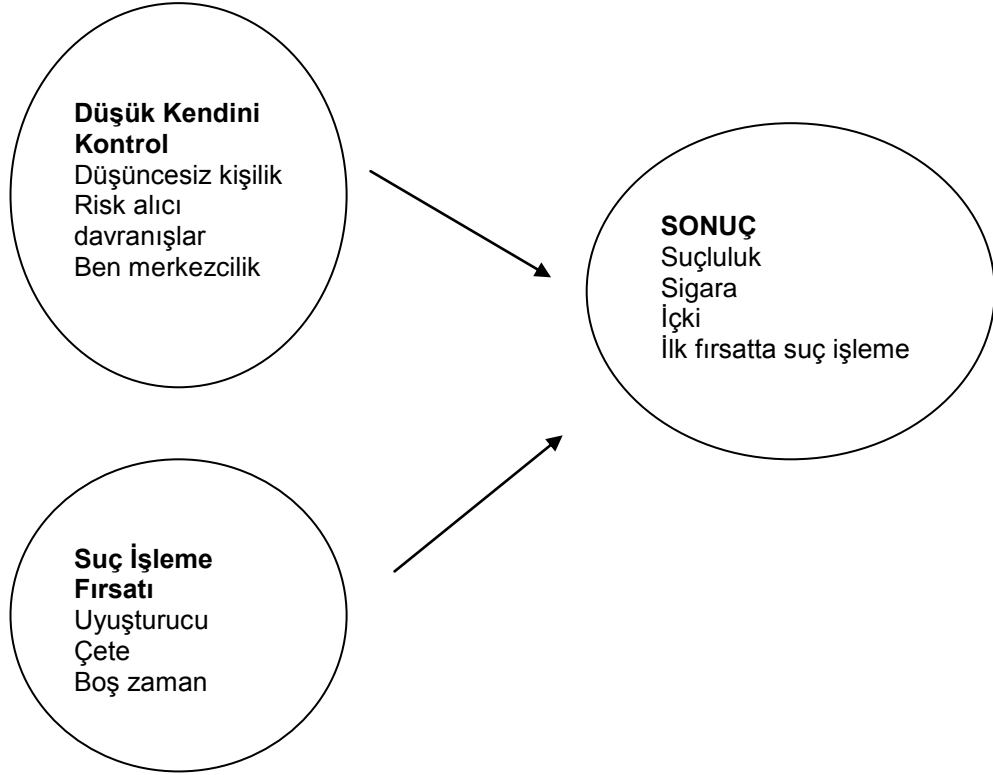 Düşük Kendini
Kontrol
Düşüncesiz kişilik
Risk alıcı
davranışlar
Ben merkezcilik
SONUÇ
Suçluluk
Sigara
İçki
İlk fırsatta suç işleme
Suç İşleme
Fırsatı
Uyuşturucu
Çete
Boş zaman